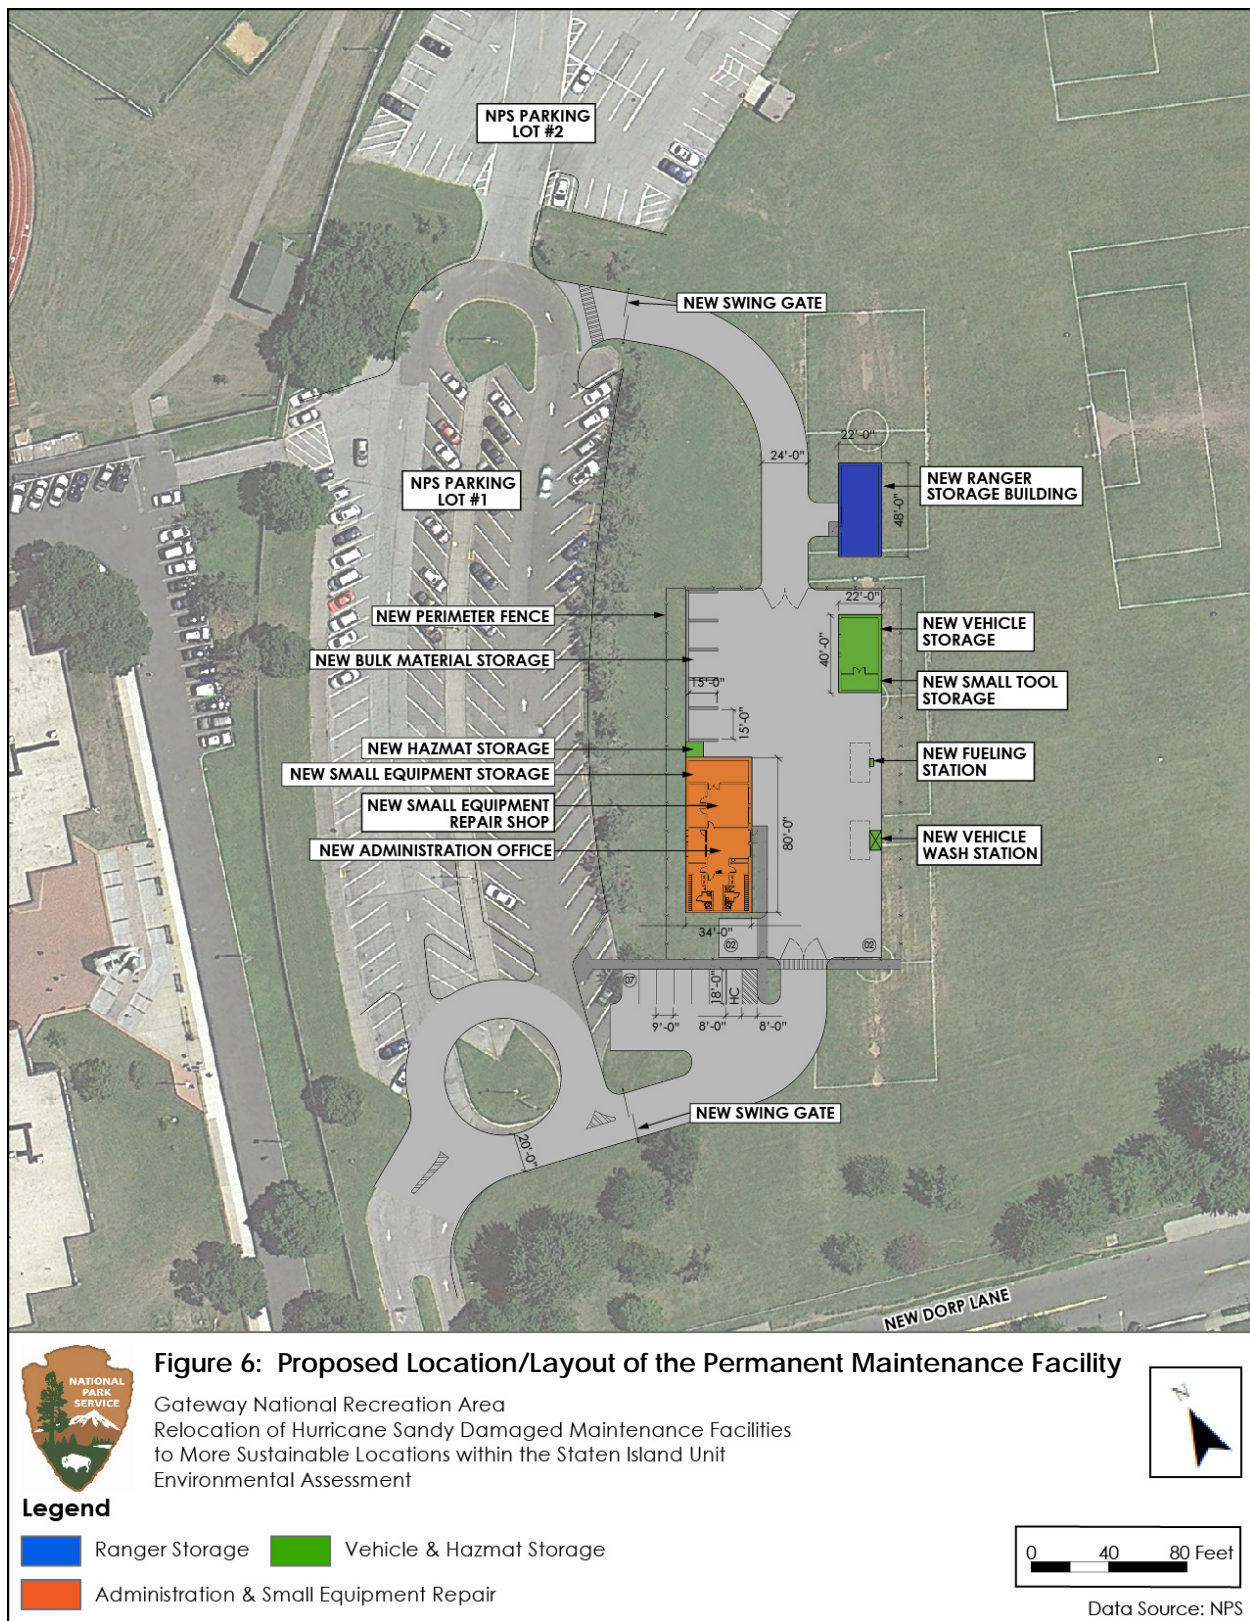 NPS PARKING
LOT #2
NEW SWING GATE
22'-0"
24'-0"
NEW RANGER
STORAGE BUILDING
48'-0"
NPS PARKING
LOT #1
NEW PERIMETER FENCE
22'-0"
NEW VEHICLE
STORAGE
40'-0"
NEW BULK MATERIAL STORAGE
15'-0"
NEW SMALL TOOL
STORAGE
15'-0"
NEW HAZMAT STORAGE
NEW SMALL EQUIPMENT STORAGE
NEW FUELING
STATION
NEW SMALL EQUIPMENT
REPAIR SHOP
80'-0"
NEW VEHICLE
WASH STATION
NEW ADMINISTRATION OFFICE
34'-0"
02
02
07
18'-0"
HC
9'-0"
8'-0"
8'-0"
NEW SWING GATE
20'-0"
NEW DORP LANE
NATIONAL
PARK
SERVICE
Figure 6: Proposed Location/Layout of the Permanent Maintenance Facility
Gateway National Recreation Area
Relocation of Hurricane Sandy Damaged Maintenance Facilities
to More Sustainable Locations within the Staten Island Unit
Environmental Assessment
N
Legend
Ranger Storage
Vehicle & Hazmat Storage
Administration & Small Equipment Repair
0 40 80 Feet
Data Source: NPS